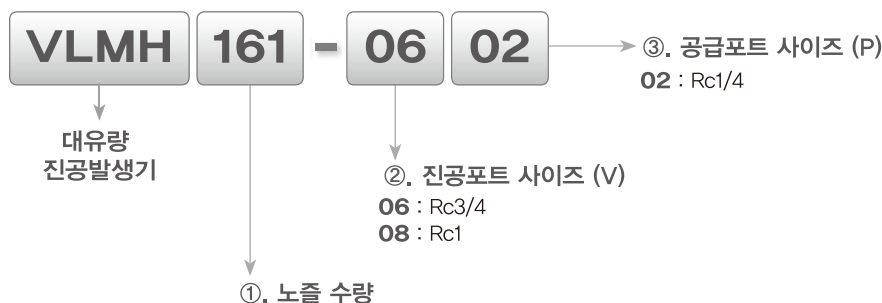 VLMH 161 - 06 02
③. 공급포트 사이즈 (P)
02 : Rc1/4
대유량
진공발생기
②. 진공포트 사이즈 (V)
06 : Rc3/4
08 : Rc1
①. 노즐 수량